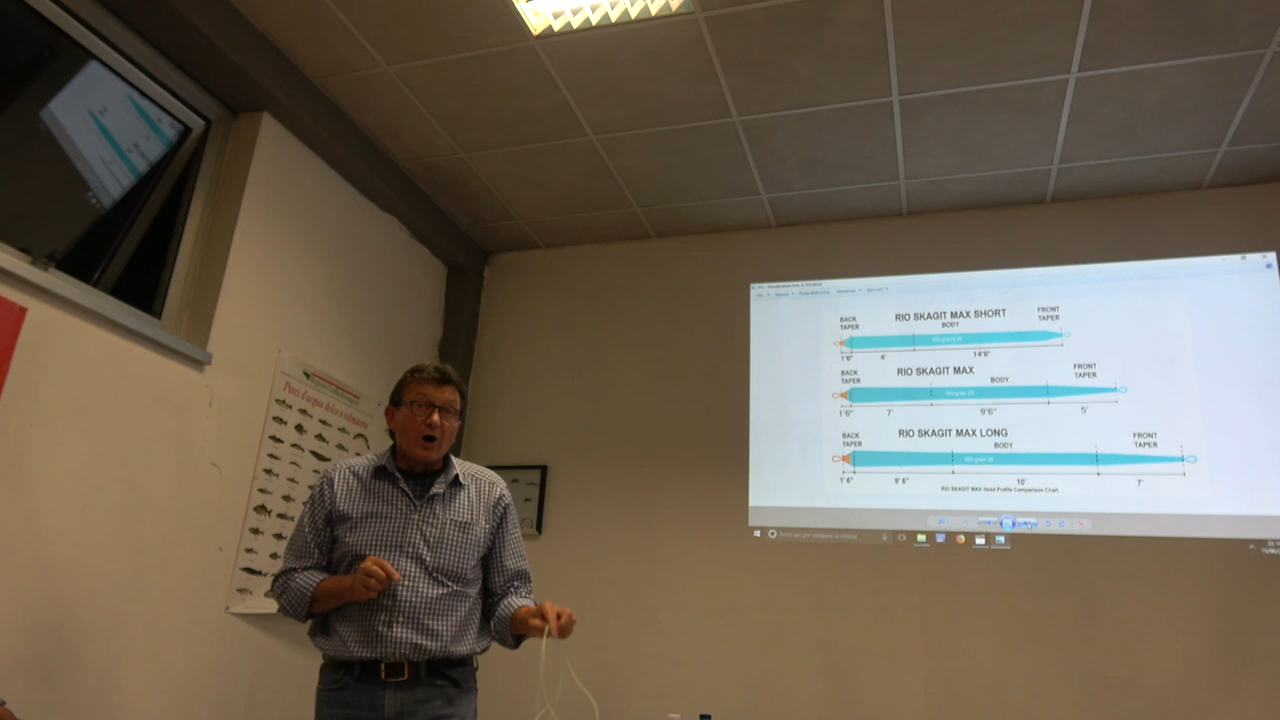 Pesci d'acqua dolce e salmastra
RIO SKAGIT MAX SHORT
BACK
TAPER
BODY
FRONT
TAPER
1'6"
4'
14'6"
RIO SKAGIT MAX
BACK
TAPER
BODY
FRONT
TAPER
1'6"
7'
9'6"
5'
RIO SKAGIT MAX LONG
BACK
TAPER
BODY
FRONT
TAPER
1' 6"
9' 6"
10'
7'
RIO SKAGIT MAX Head Profile Comparison Chart